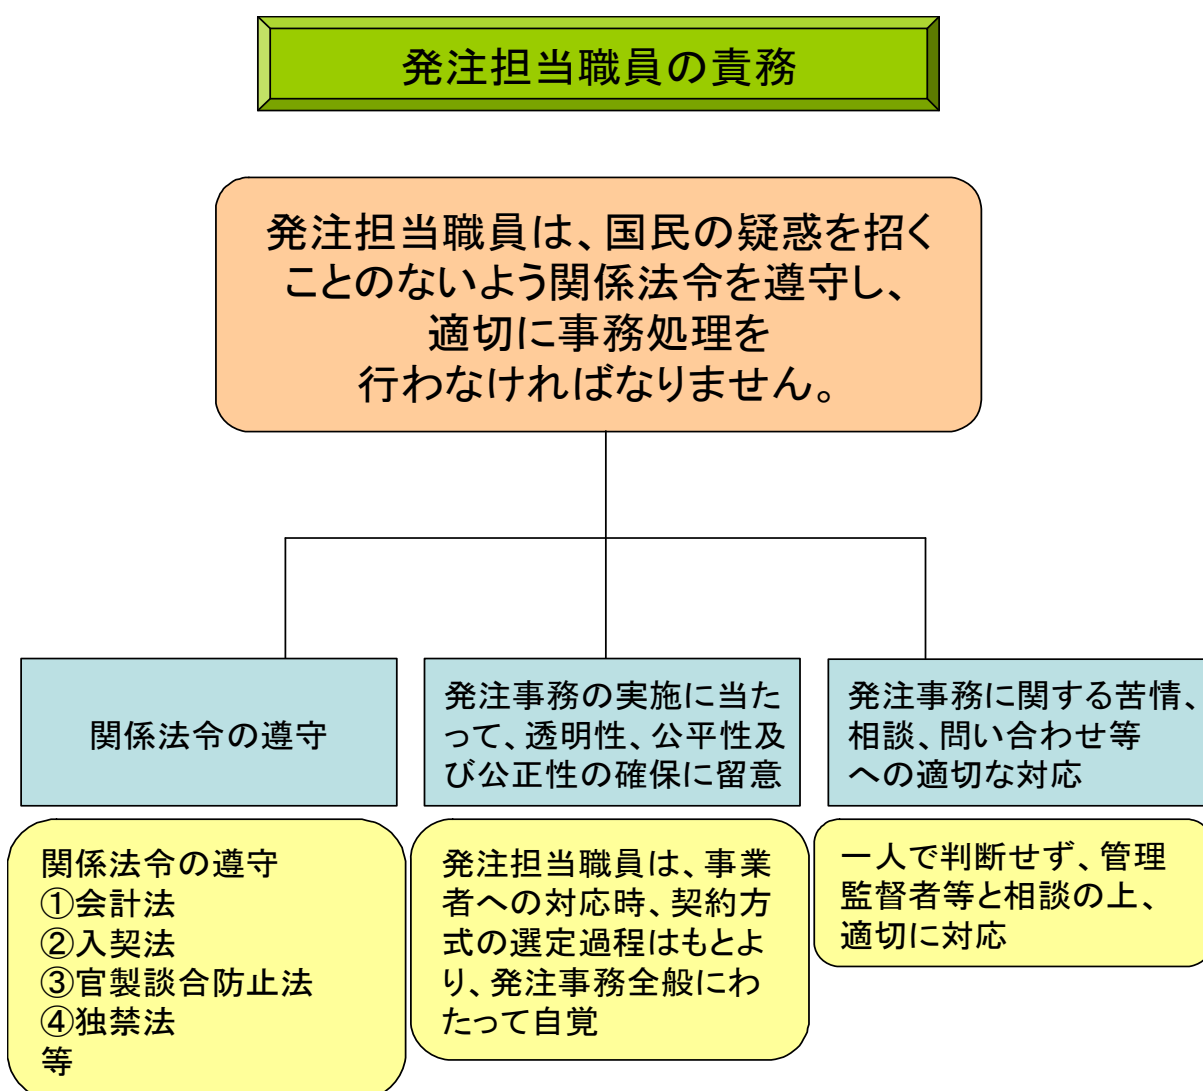 発注担当職員の責務
発注担当職員は、国民の疑惑を招く
ことのないよう関係法令を遵守し、
適切に事務処理を
行わなければなりません。
関係法令の遵守
発注事務の実施に当た
って、透明性、公平性及
び公正性の確保に留意
発注事務に関する苦情、
相談、問い合わせ等
への適切な対応
関係法令の遵守
①会計法
②入契法
③官製談合防止法
④独禁法
等
発注担当職員は、事業
者への対応時、契約方
式の選定過程はもとよ
り、発注事務全般にわ
たって自覚
一人で判断せず、管理
監督者等と相談の上、
適切に対応